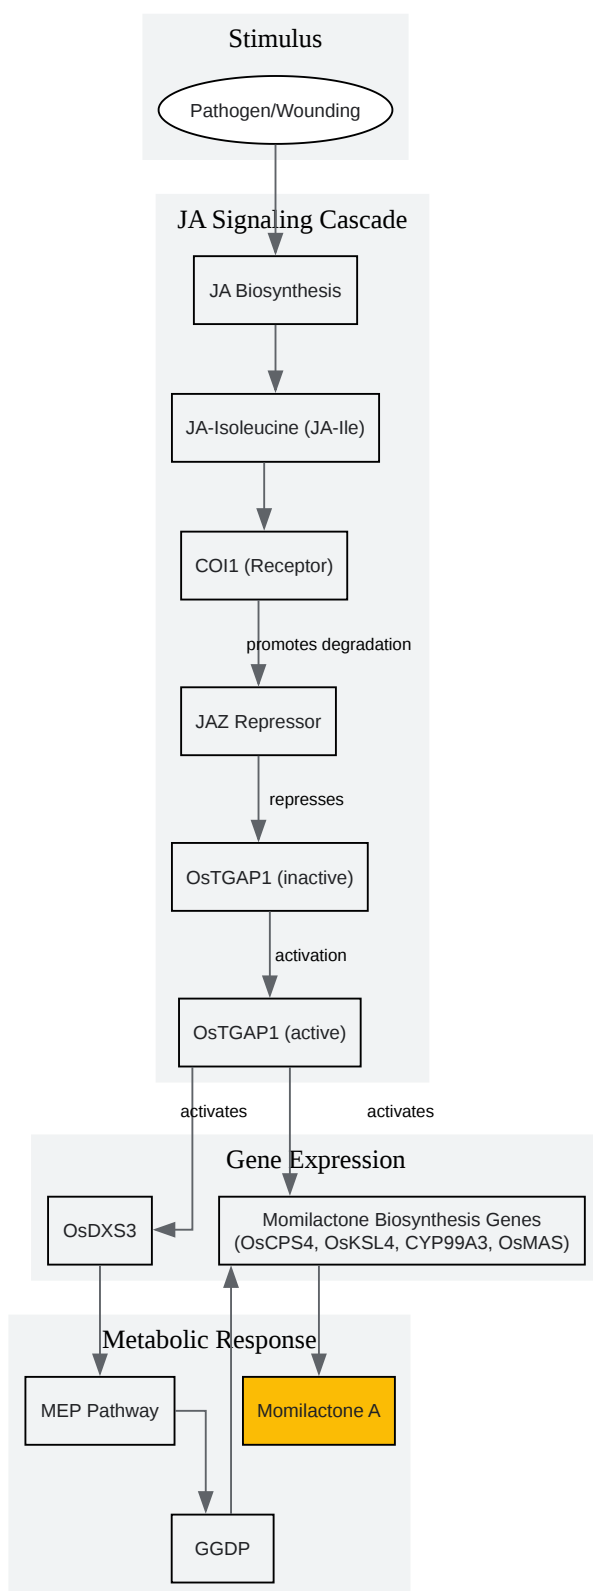 Stimulus
Pathogen/Wounding
JA Signaling Cascade
JA Biosynthesis
JA-Isoleucine (JA-Ile)
COI1 (Receptor)
promotes degradation
JAZ Repressor
represses
OsTGAP1 (inactive)
activation
OsTGAP1 (active)
activates
activates
Gene Expression
OsDXS3
Momilactone Biosynthesis Genes
(OsCPS4, OsKSL4, CYP99A3, OsMAS)
Metabolic Response
MEP Pathway
Momilactone A
GGDP